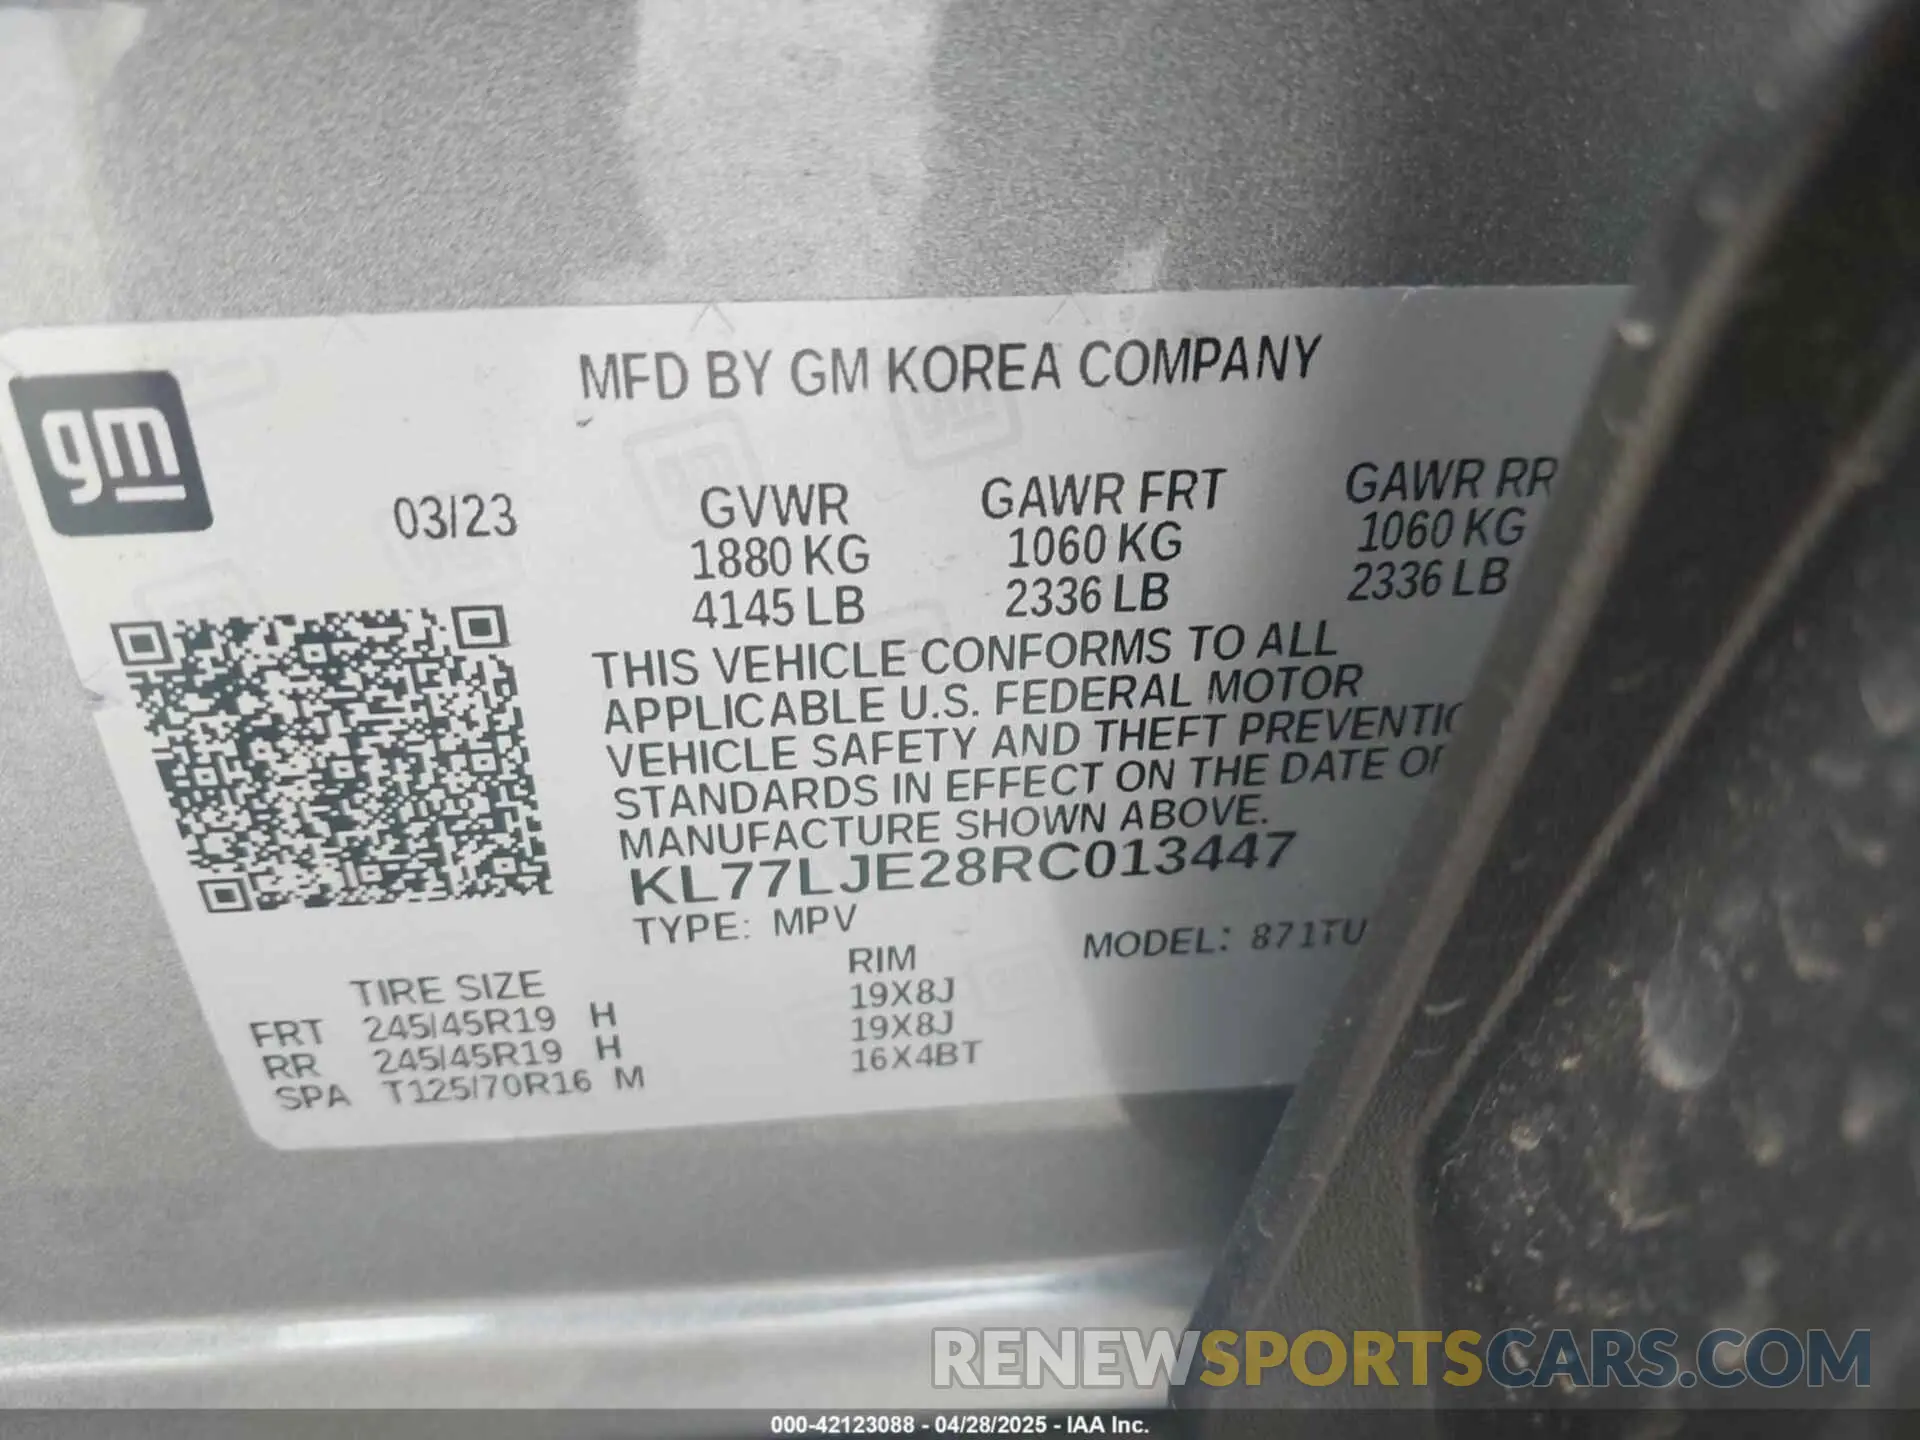 MFD BY GM KOREA COMPANY
gm
03/23
GVWR GAWR FRT GAWR RR
1880 KG 1060 KG 1060 KG
4145 LB 2336 LB 2336 LB
THIS VEHICLE CONFORMS TO ALL
APPLICABLE U.S. FEDERAL MOTOR
VEHICLE SAFETY AND THEFT PREVENTI
STANDARDS IN EFFECT ON THE DATE OF
MANUFACTURE SHOWN ABOVE.
KL77LJE28RC013447
TYPE: MPV MODEL: 871TU
TIRE SIZE RIM
FRT 245/45R19 H 19X8J
RR 245/45R19 H 19X8J
SPA T125/70R16 M 16X4BT
RENEWSPORTSCARS.COM
000-42123088 - 04/28/2025 - IAA Inc.